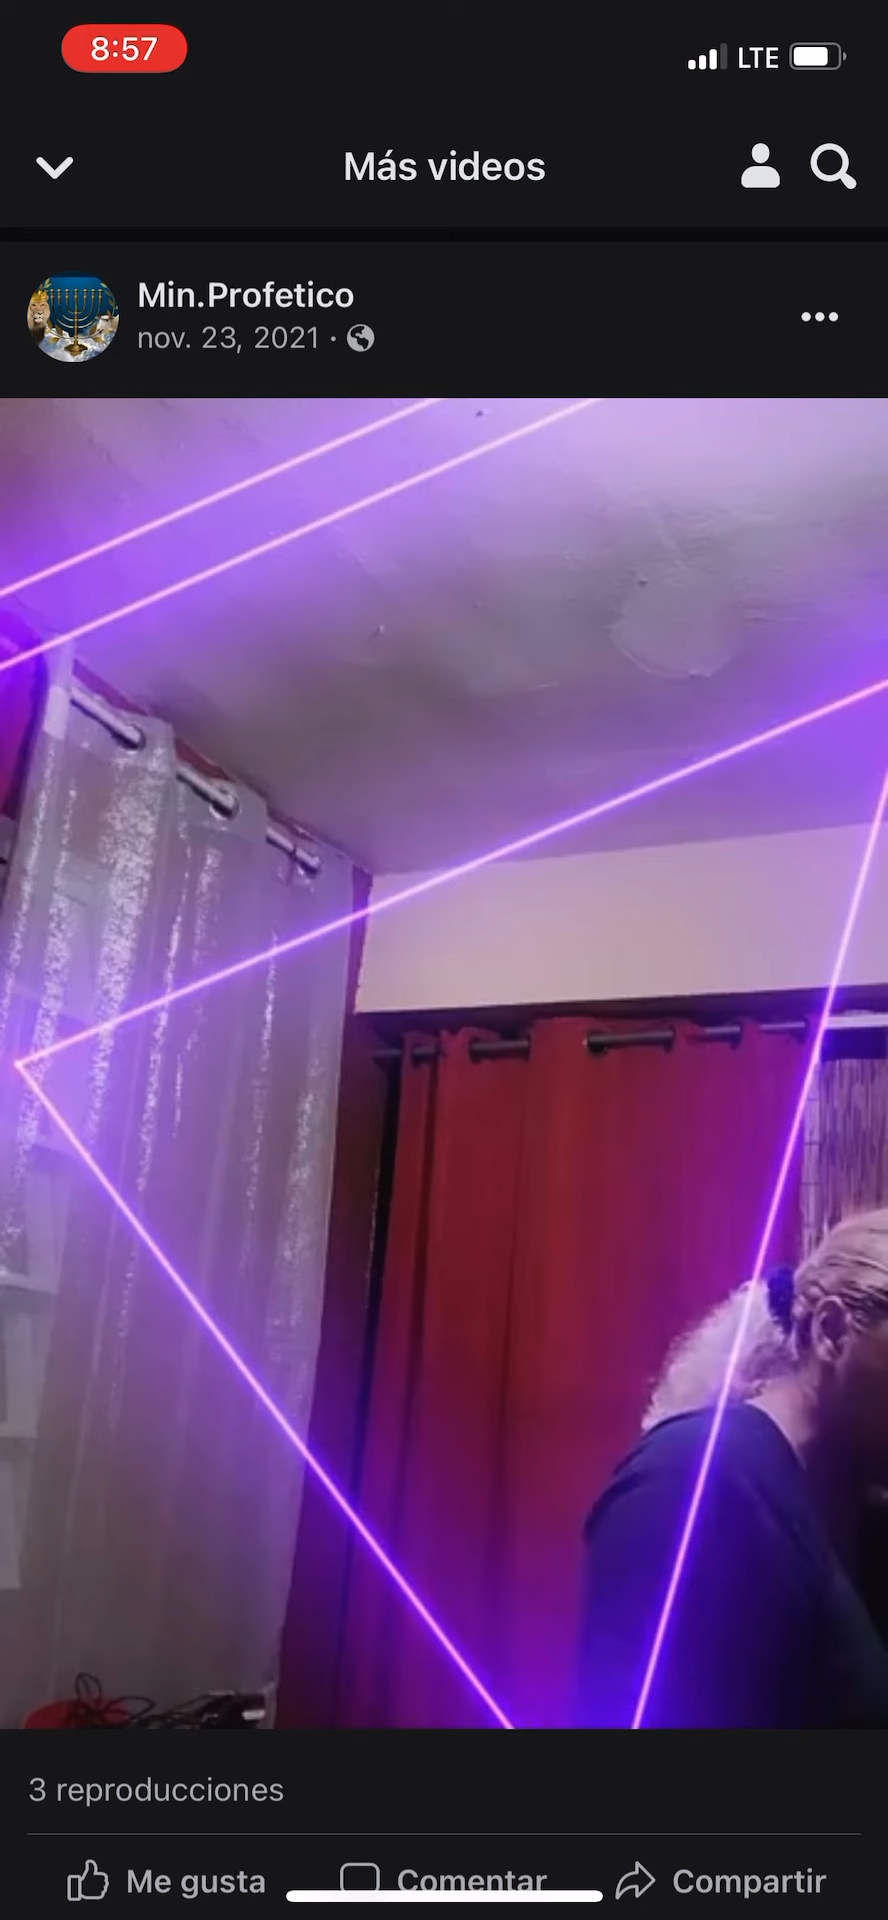 8:57
LTE
Más videos
Min.Profetico
nov. 23, 2021 ·
3 reproducciones
Me gusta
Comentar
Compartir